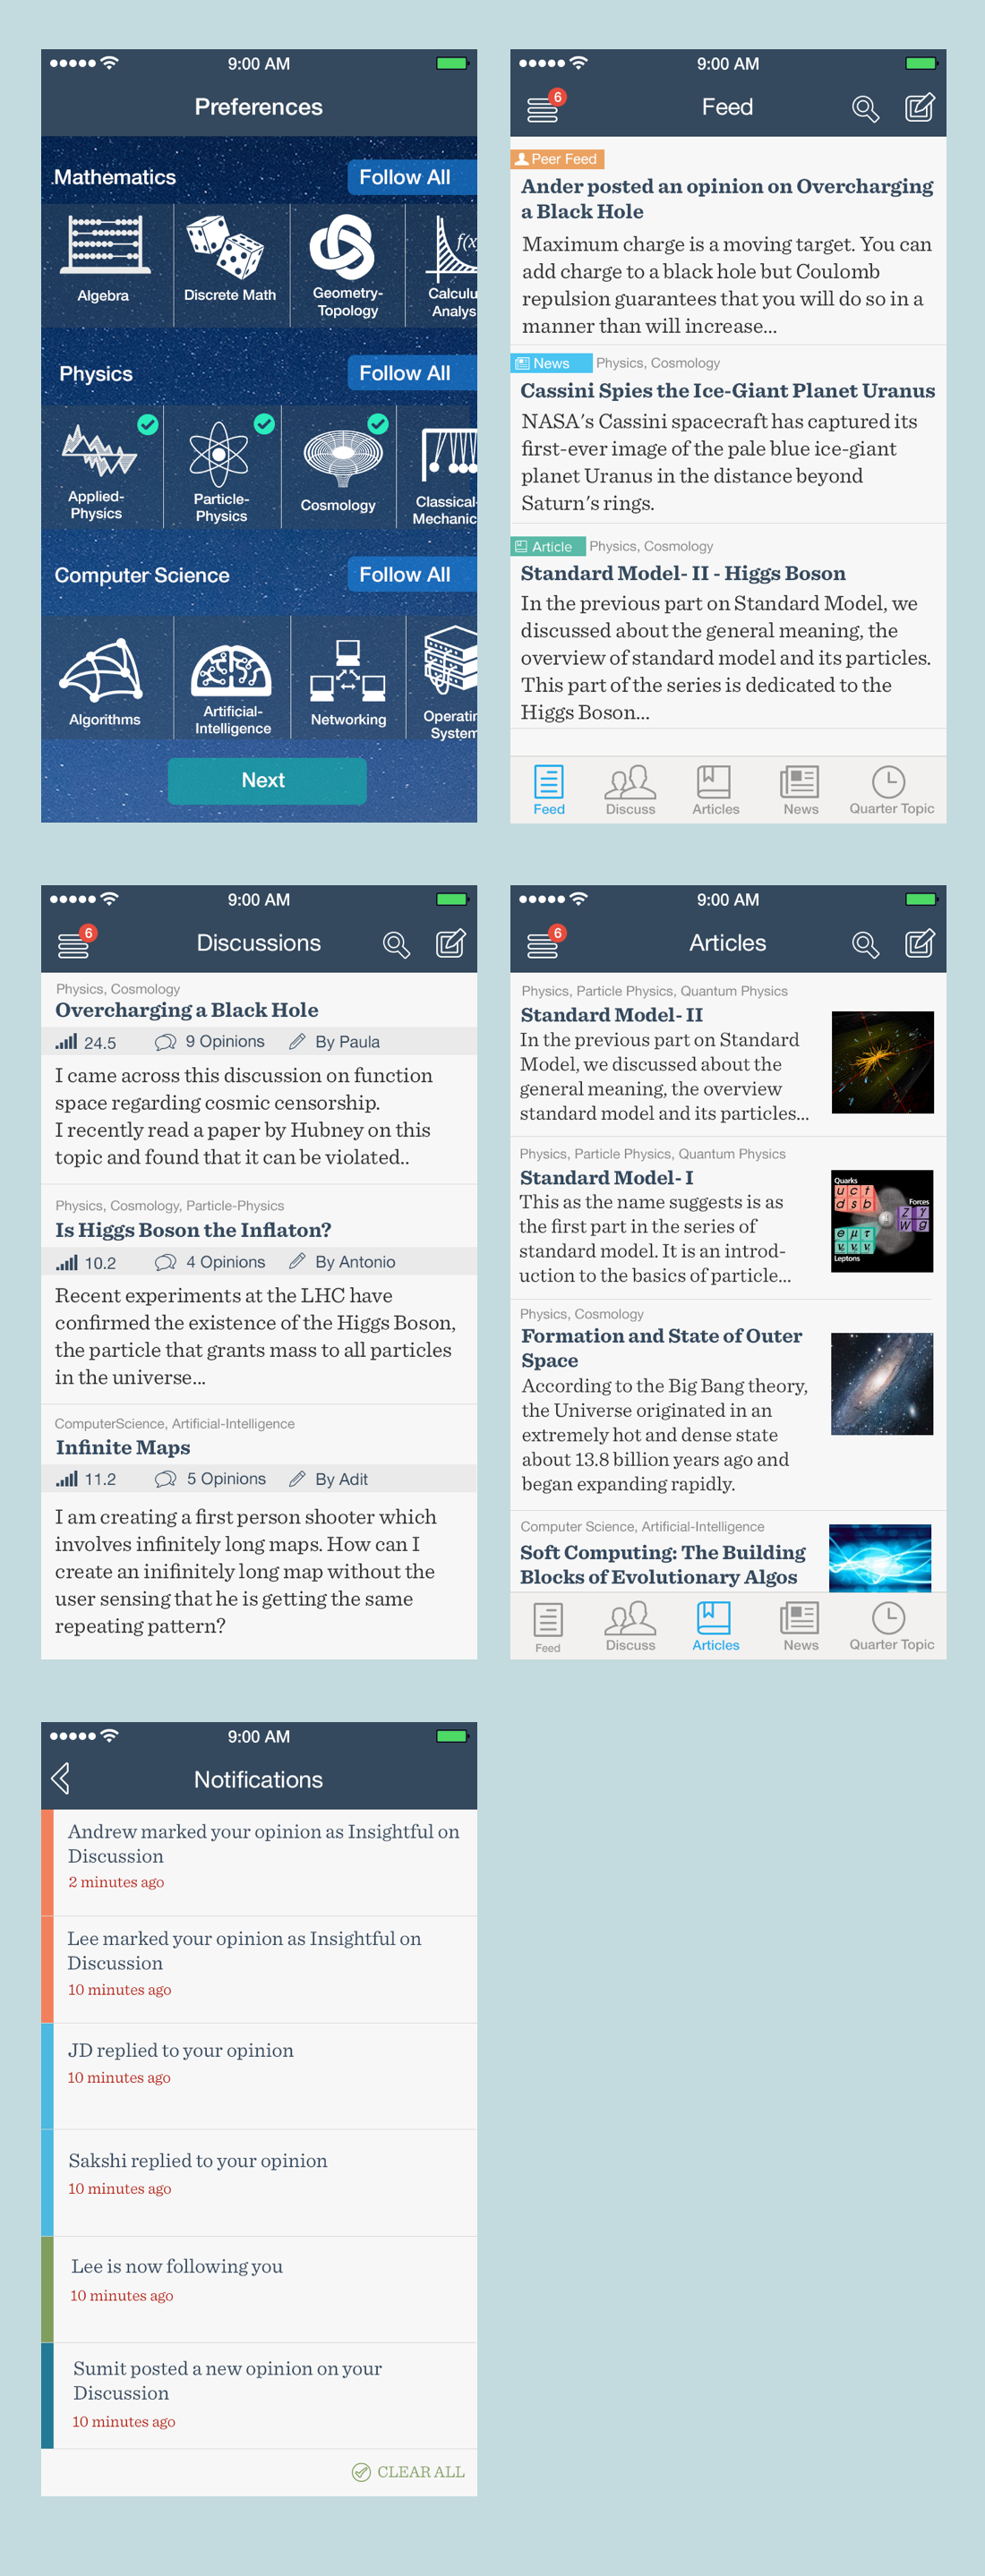 9:00 AM
Preferences
Mathematics
Follow All
Algebra
Discrete Math
Geometry-
Topology
f(x
Calculu
Analys
Physics
Follow All
Applied-
Physics
Particle-
Physics
Cosmology
Classical-
Mechanic
Computer Science
Follow All
Algorithms
Artificial-
Intelligence
Networking
Operatin
System
Next
9:00 AM
6
Feed
Peer Feed
Ander posted an opinion on Overcharging
a Black Hole
Maximum charge is a moving target. You can
add charge to a black hole but Coulomb
repulsion guarantees that you will do so in a
manner than will increase...
News Physics, Cosmology
Cassini Spies the Ice-Giant Planet Uranus
NASA's Cassini spacecraft has captured its
first-ever image of the pale blue ice-giant
planet Uranus in the distance beyond
Saturn's rings.
Article Physics, Cosmology
Standard Model- II - Higgs Boson
In the previous part on Standard Model, we
discussed about the general meaning, the
overview of standard model and its particles.
This part of the series is dedicated to the
Higgs Boson...
Feed Discuss Articles News Quarter Topic
9:00 AM
6
Discussions
Physics, Cosmology
Overcharging a Black Hole
24.5 9 Opinions By Paula
I came across this discussion on function
space regarding cosmic censorship.
I recently read a paper by Hubney on this
topic and found that it can be violated..
Physics, Cosmology, Particle-Physics
Is Higgs Boson the Inflaton?
10.2 4 Opinions By Antonio
Recent experiments at the LHC have
confirmed the existence of the Higgs Boson,
the particle that grants mass to all particles
in the universe...
ComputerScience, Artificial-Intelligence
Infinite Maps
11.2 5 Opinions By Adit
I am creating a first person shooter which
involves infinitely long maps. How can I
create an inifinitely long map without the
user sensing that he is getting the same
repeating pattern?
9:00 AM
6
Articles
Physics, Particle Physics, Quantum Physics
Standard Model- II
In the previous part on Standard
Model, we discussed about the
general meaning, the overview
standard model and its particles...
Physics, Particle Physics, Quantum Physics
Standard Model- I
This as the name suggests is as
the first part in the series of
standard model. It is an introd-
uction to the basics of particle...
Quarks
u c t
d s b
Forces
Z γ
W g
e μ τ
ν ν ν
Leptons
Physics, Cosmology
Formation and State of Outer
Space
According to the Big Bang theory,
the Universe originated in an
extremely hot and dense state
about 13.8 billion years ago and
began expanding rapidly.
Computer Science, Artificial-Intelligence
Soft Computing: The Building
Blocks of Evolutionary Algos
Feed Discuss Articles News Quarter Topic
9:00 AM
Notifications
Andrew marked your opinion as Insightful on
Discussion
2 minutes ago
Lee marked your opinion as Insightful on
Discussion
10 minutes ago
JD replied to your opinion
10 minutes ago
Sakshi replied to your opinion
10 minutes ago
Lee is now following you
10 minutes ago
Sumit posted a new opinion on your
Discussion
10 minutes ago
CLEAR ALL